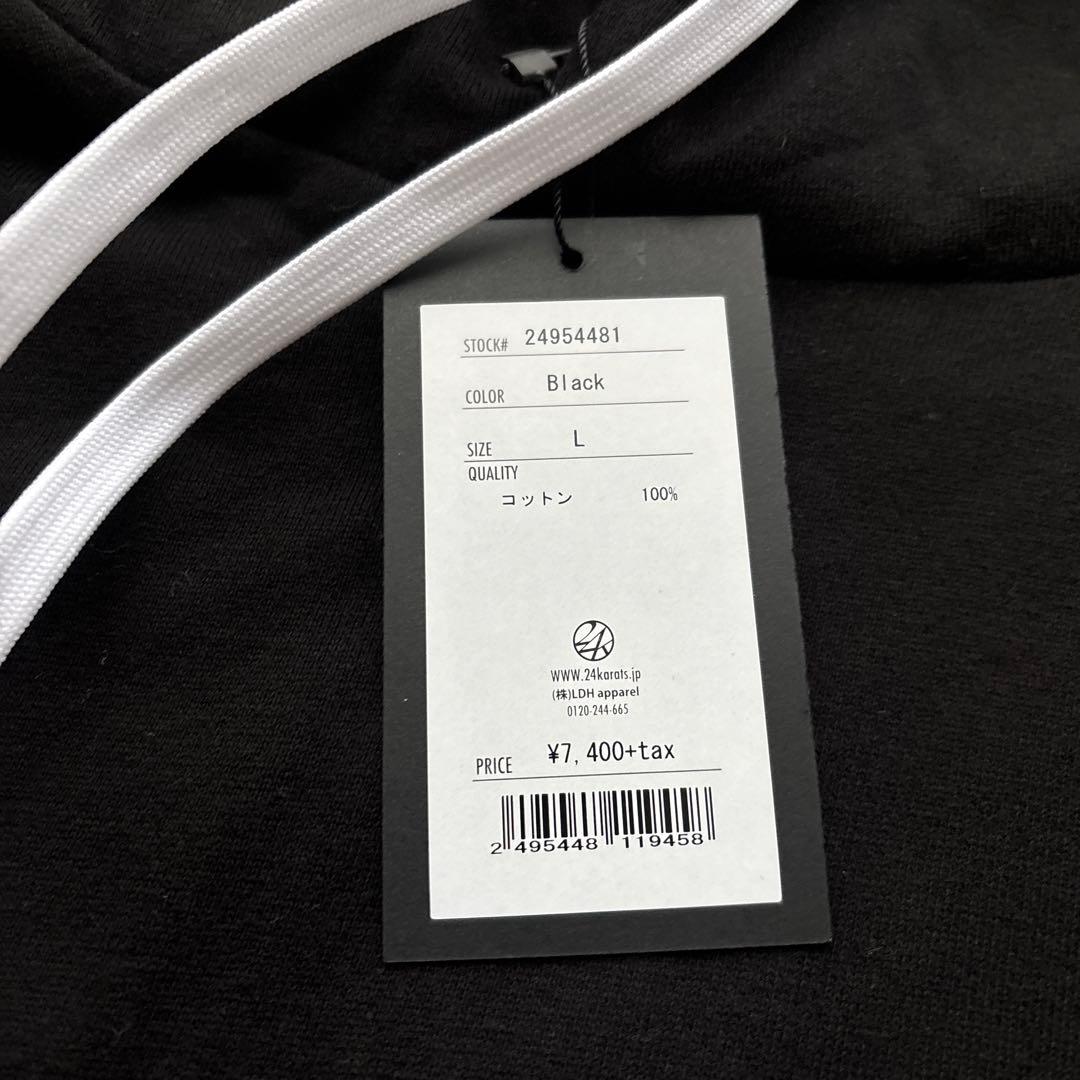 STOCK# 24954481
COLOR Black
SIZE L
QUALITY
コットン 100%
24K
WWW.24karats.jp
(株)LDH apparel
0120-244-665
PRICE ¥7,400+tax
2 495448 119458